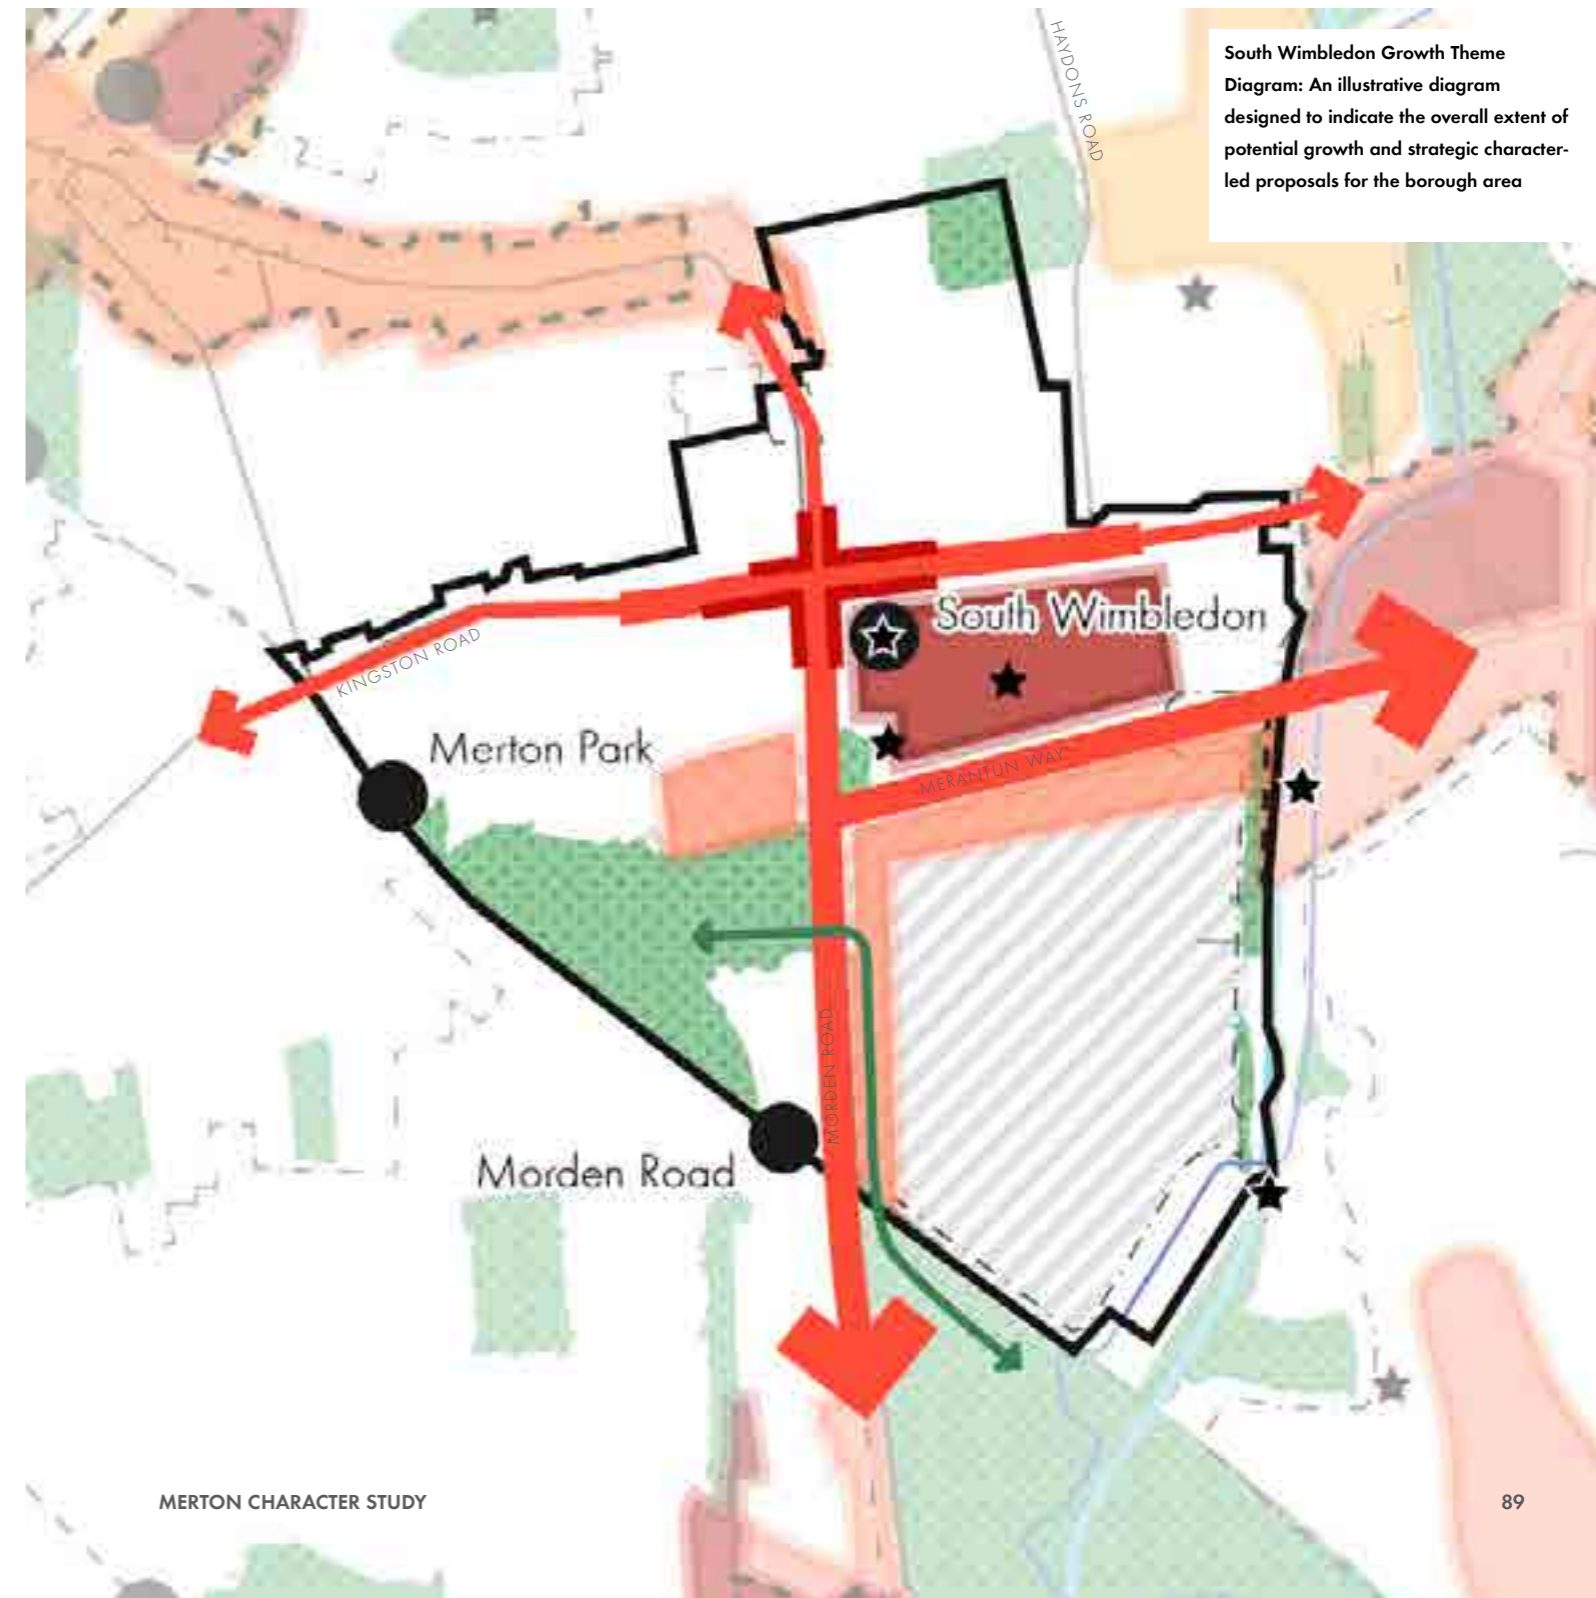 HAYDONS ROAD
South Wimbledon Growth Theme
Diagram: An illustrative diagram
designed to indicate the overall extent of
potential growth and strategic character-
led proposals for the borough area
South Wimbledon
KINGSTON ROAD
Merton Park
MERANTUN WAY
MORDEN ROAD
Morden Road
MERTON CHARACTER STUDY
89